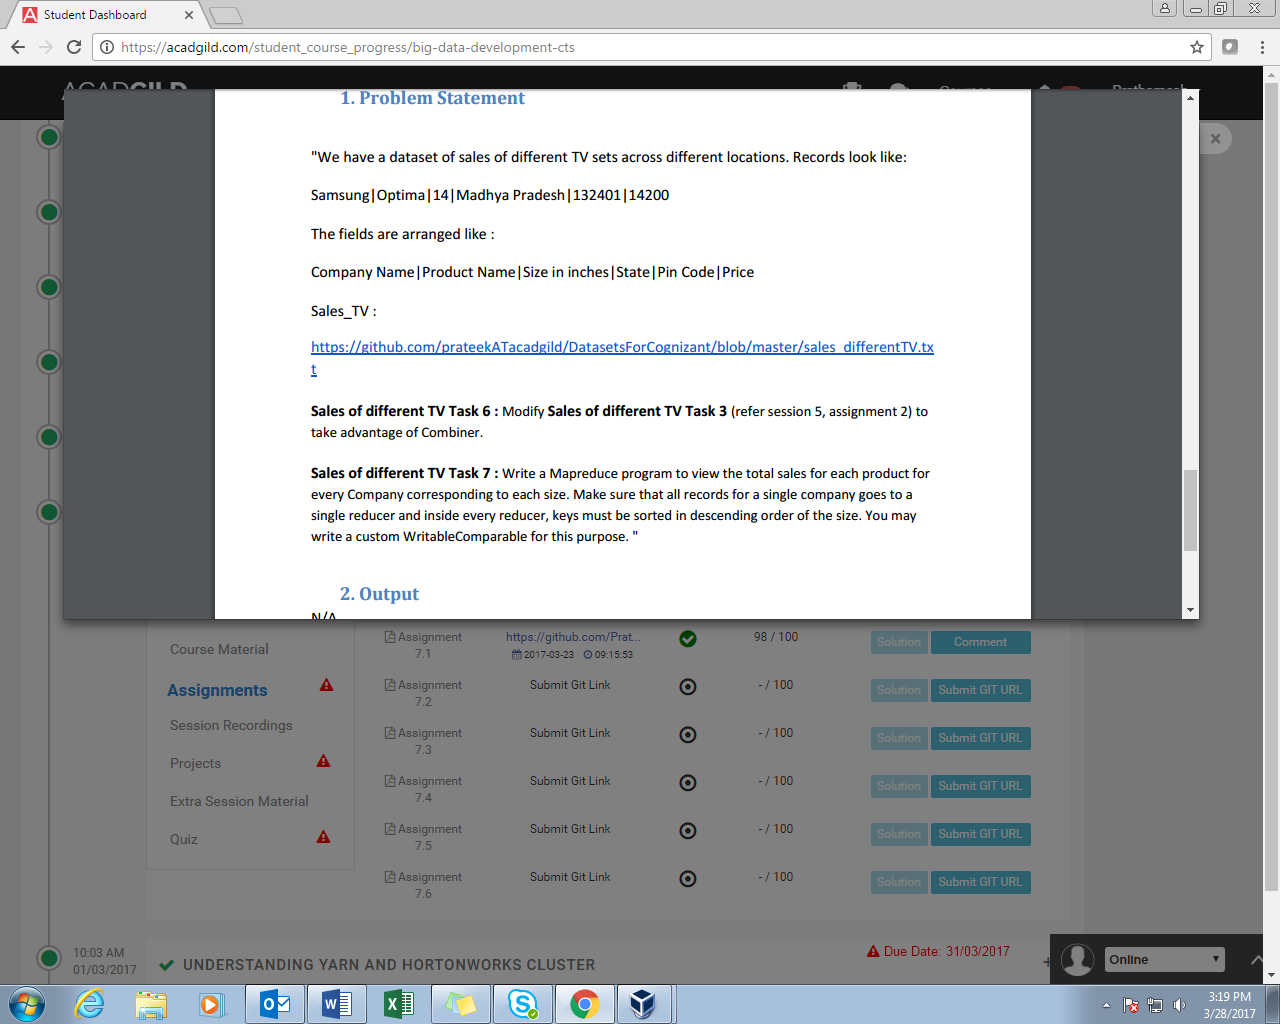 Student Dashboard
https://acadgild.com/student_course_progress/big-data-development-cts
1. Problem Statement
"We have a dataset of sales of different TV sets across different locations. Records look like:
Samsung|Optima|14|Madhya Pradesh|132401|14200
The fields are arranged like :
Company Name|Product Name|Size in inches|State|Pin Code|Price
Sales_TV :
https://github.com/prateekATacadgild/DatasetsForCognizant/blob/master/sales_differentTV.tx
t
Sales of different TV Task 6 : Modify Sales of different TV Task 3 (refer session 5, assignment 2) to
take advantage of Combiner.
Sales of different TV Task 7 : Write a Mapreduce program to view the total sales for each product for
every Company corresponding to each size. Make sure that all records for a single company goes to a
single reducer and inside every reducer, keys must be sorted in descending order of the size. You may
write a custom WritableComparable for this purpose. "
2. Output
N/A
Course Material
Assignments
Session Recordings
Projects
Extra Session Material
Quiz
Assignment
7.1
https://github.com/Prat...
2017-03-23 09:15:53
98 / 100
Solution
Comment
Assignment
7.2
Submit Git Link
- / 100
Solution
Submit GIT URL
Assignment
7.3
Submit Git Link
- / 100
Solution
Submit GIT URL
Assignment
7.4
Submit Git Link
- / 100
Solution
Submit GIT URL
Assignment
7.5
Submit Git Link
- / 100
Solution
Submit GIT URL
Assignment
7.6
Submit Git Link
- / 100
Solution
Submit GIT URL
10:03 AM
01/03/2017
UNDERSTANDING YARN AND HORTONWORKS CLUSTER
Due Date: 31/03/2017
Online
3:19 PM
3/28/2017